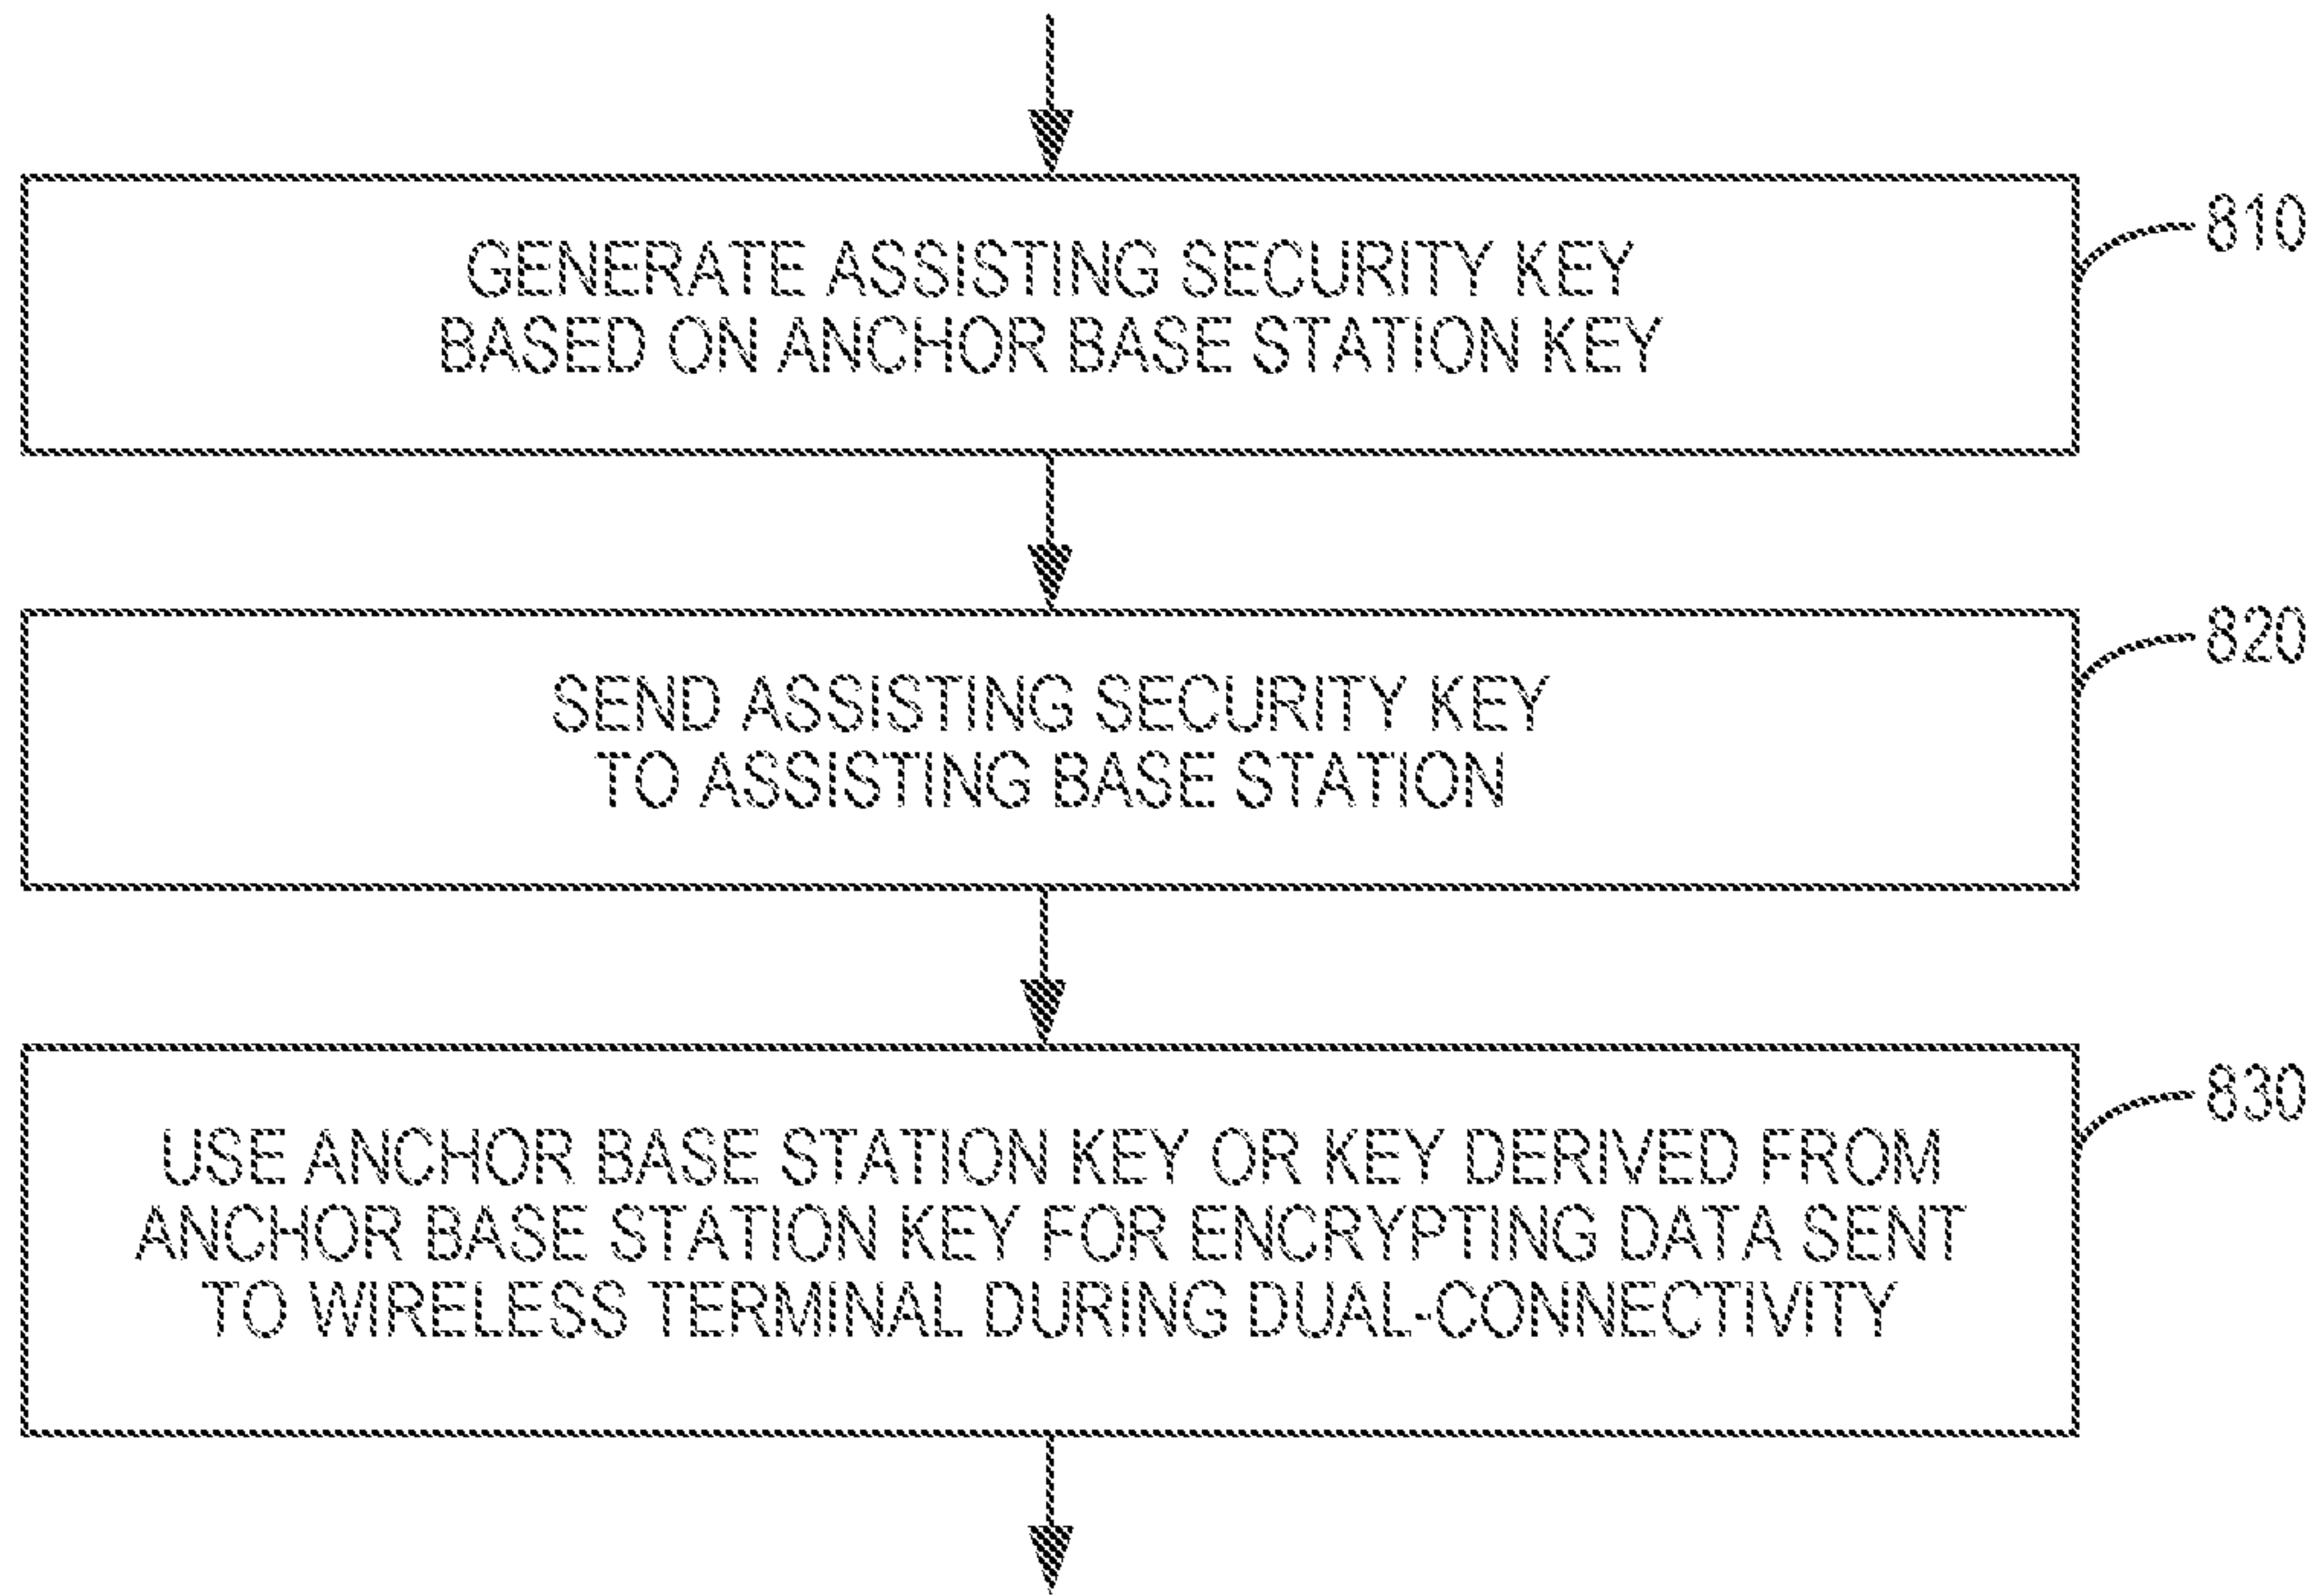 810
GENERATE ASSISTING SECURITY KEY
BASED ON ANCHOR BASE STATION KEY
820
SEND ASSISTING SECURITY KEY
TO ASSISTING BASE STATION
830
USE ANCHOR BASE STATION KEY OR KEY DERIVED FROM
ANCHOR BASE STATION KEY FOR ENCRYPTING DATA SENT
TO WIRELESS TERMINAL DURING DUAL-CONNECTIVITY